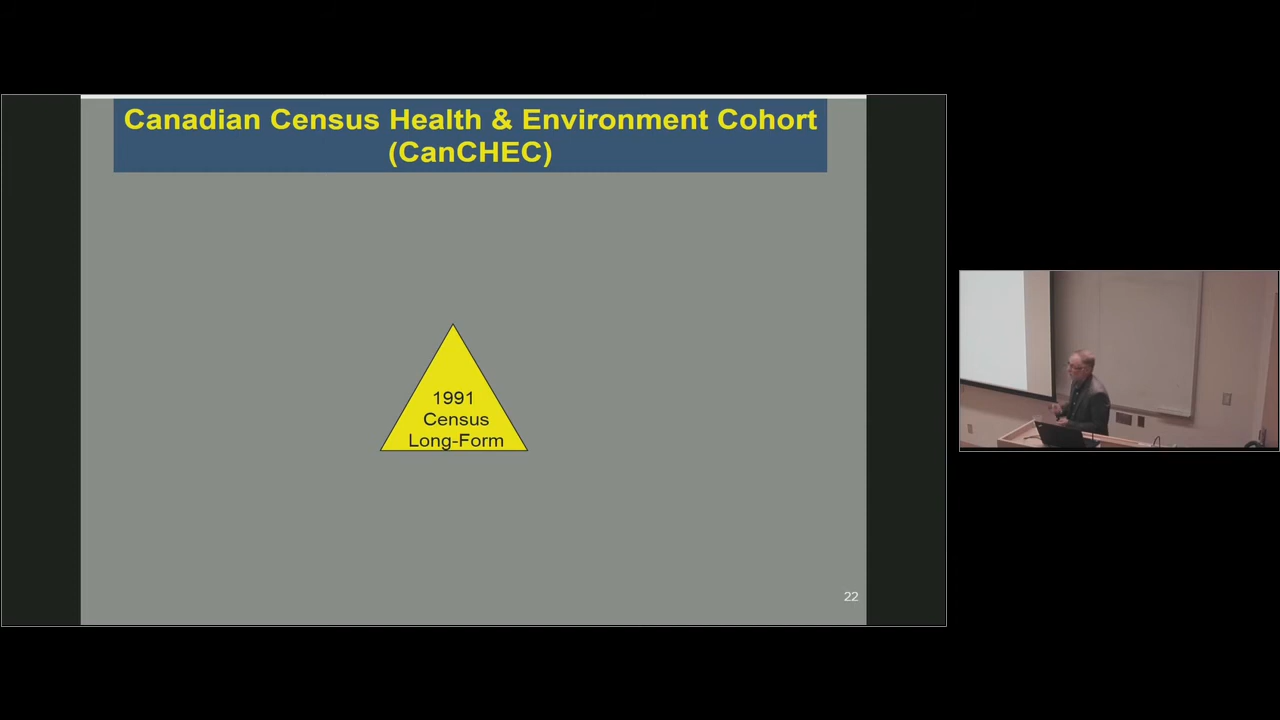 Canadian Census Health & Environment Cohort
(CanCHEC)
1991
Census
Long-Form
22